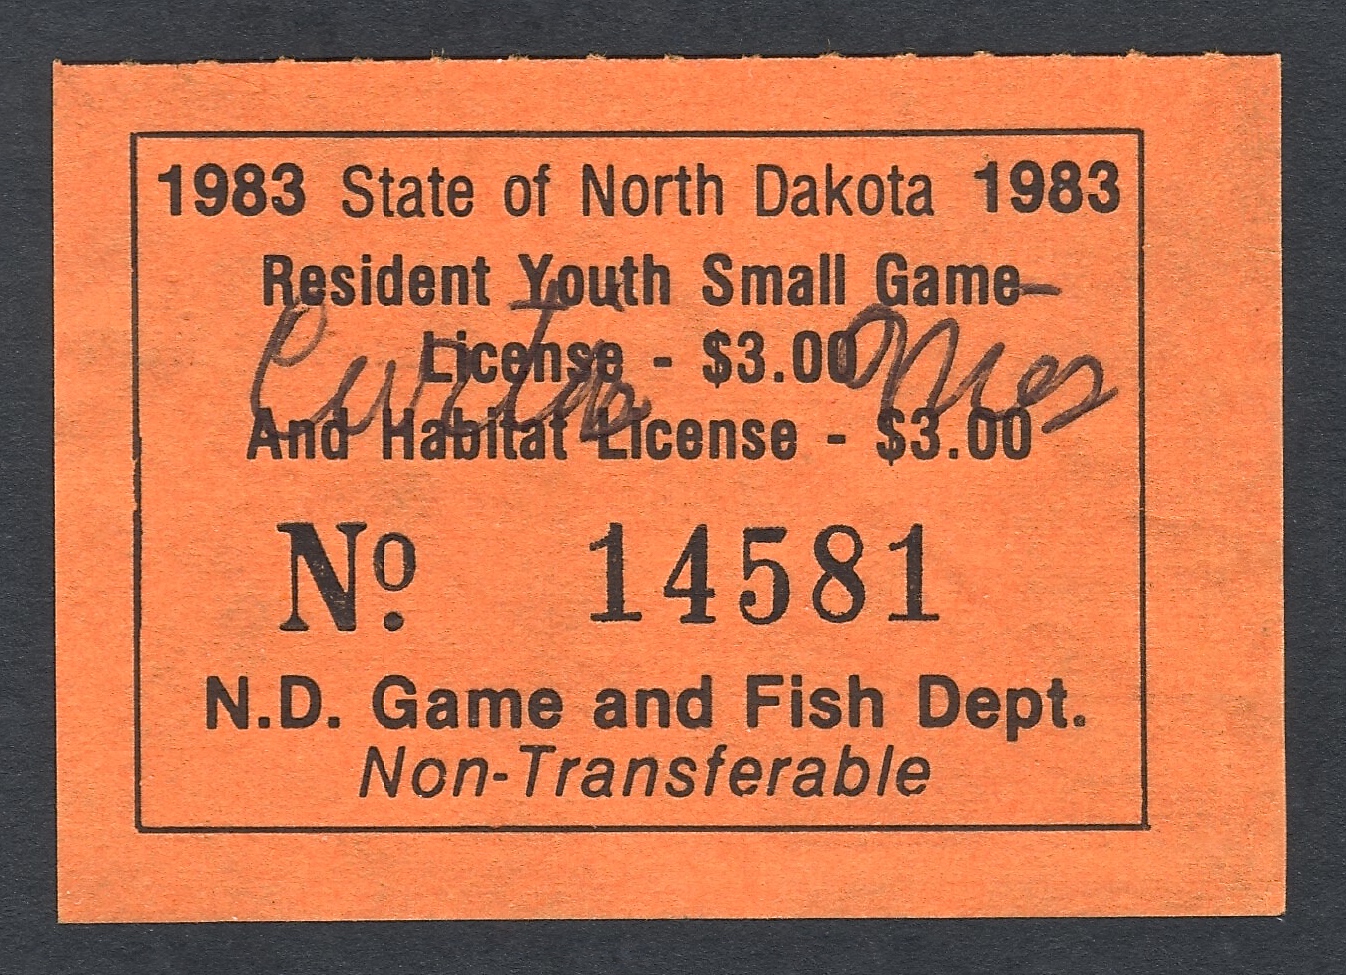 1983 State of North Dakota 1983
Resident Youth Small Game
License - $3.00
Curtis
And Habitat License - $3.00
Nº 14581
N.D. Game and Fish Dept.
Non-Transferable